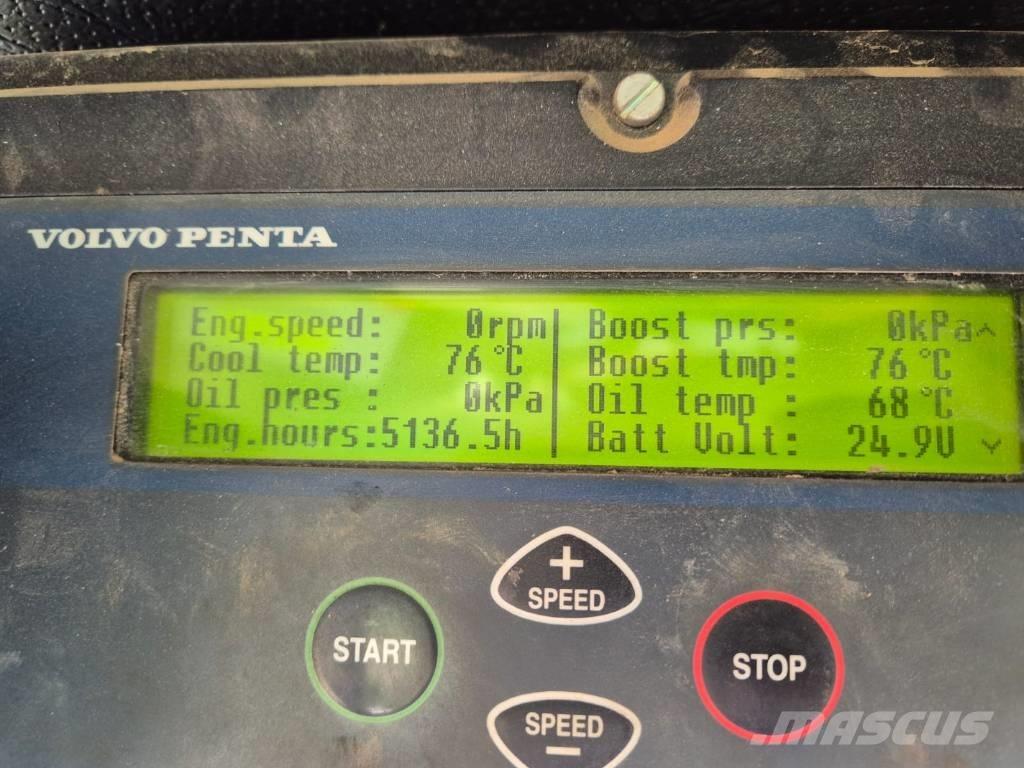 VOLVO PENTA
Eng.speed: 0rpm
Cool temp: 76°C
Oil pres : 0kPa
Eng.hours:5136.5h
Boost prs: 0kPa
Boost tmp: 76°C
Oil temp : 68°C
Batt Volt: 24.9V
+
SPEED
START
STOP
SPEED
−
MASCUS